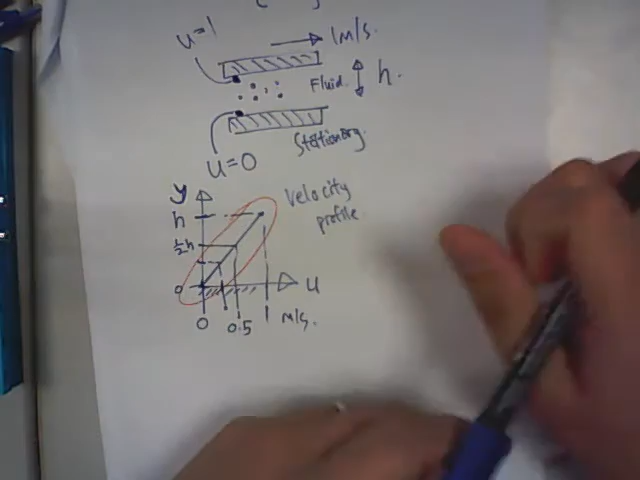 u=1
1m/s.
Fluid.
h.
Stationary.
u=0
y
Velocity
profile
h
½h
0
u
0 0.5 1 m/s.